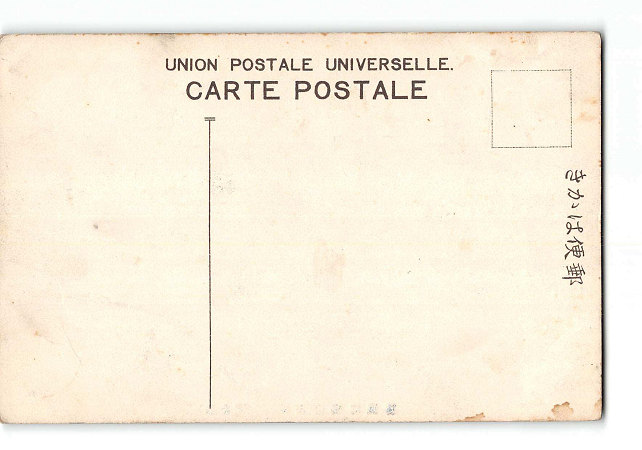 UNION POSTALE UNIVERSELLE.
CARTE POSTALE
きかは便郵